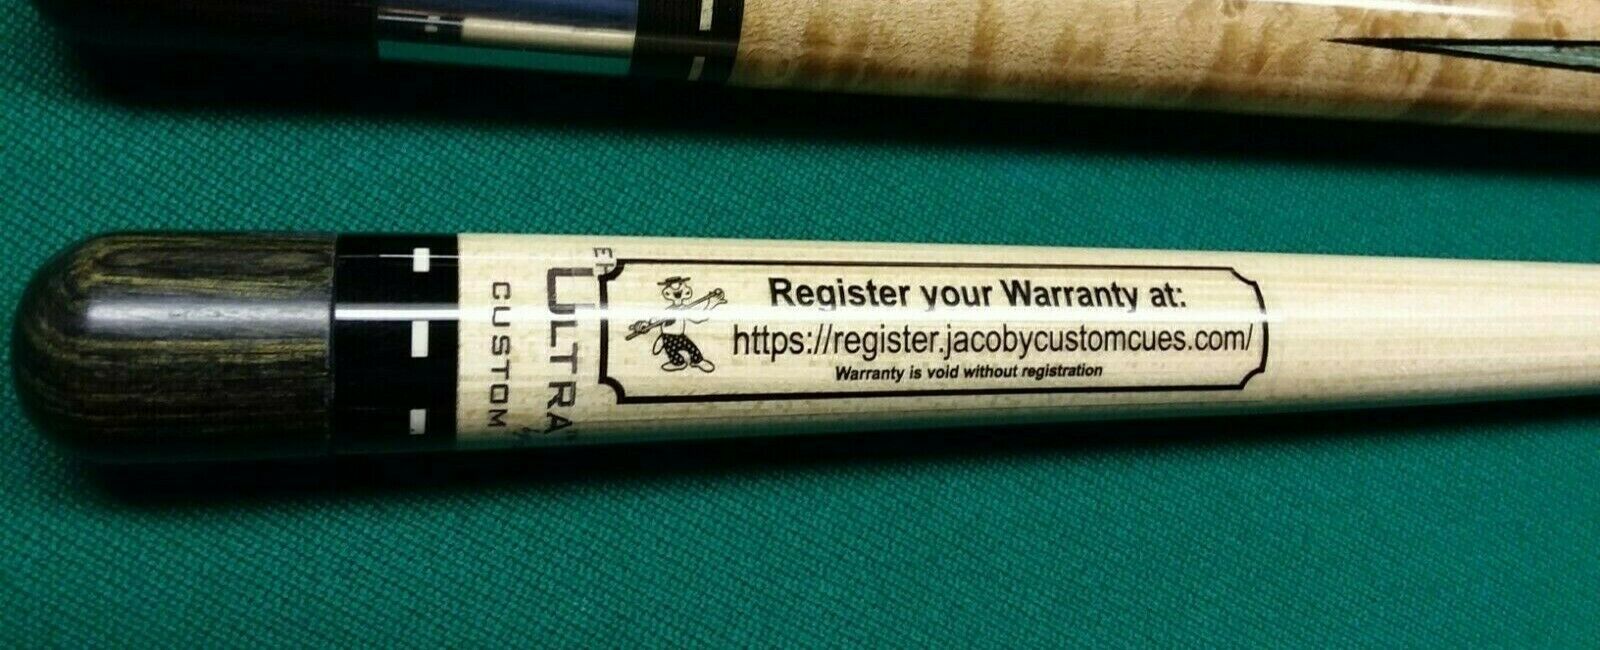 ULTRA
CUSTOM
Register your Warranty at:
https://register.jacobycustomcues.com/
Warranty is void without registration